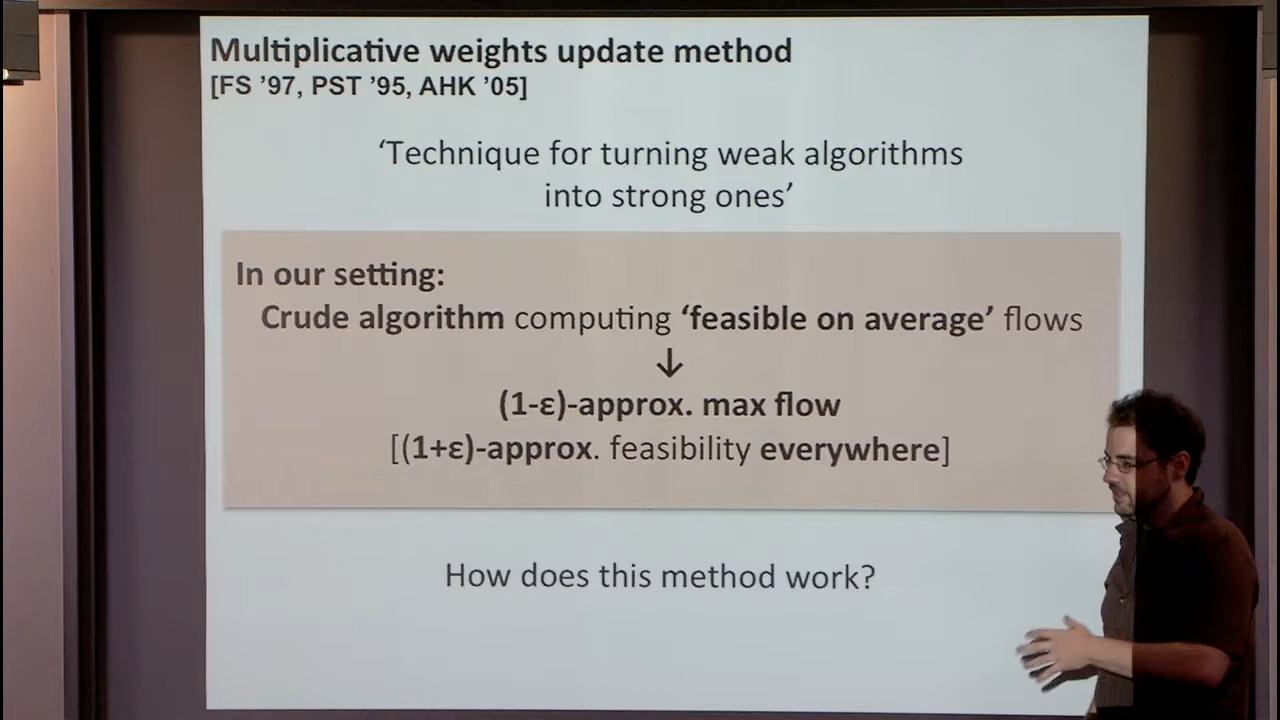 Multiplicative weights update method
[FS ’97, PST ’95, AHK ’05]
‘Technique for turning weak algorithms
into strong ones’
In our setting:
Crude algorithm computing ‘feasible on average’ flows
↓
(1-ε)-approx. max flow
[(1+ε)-approx. feasibility everywhere]
How does this method work?